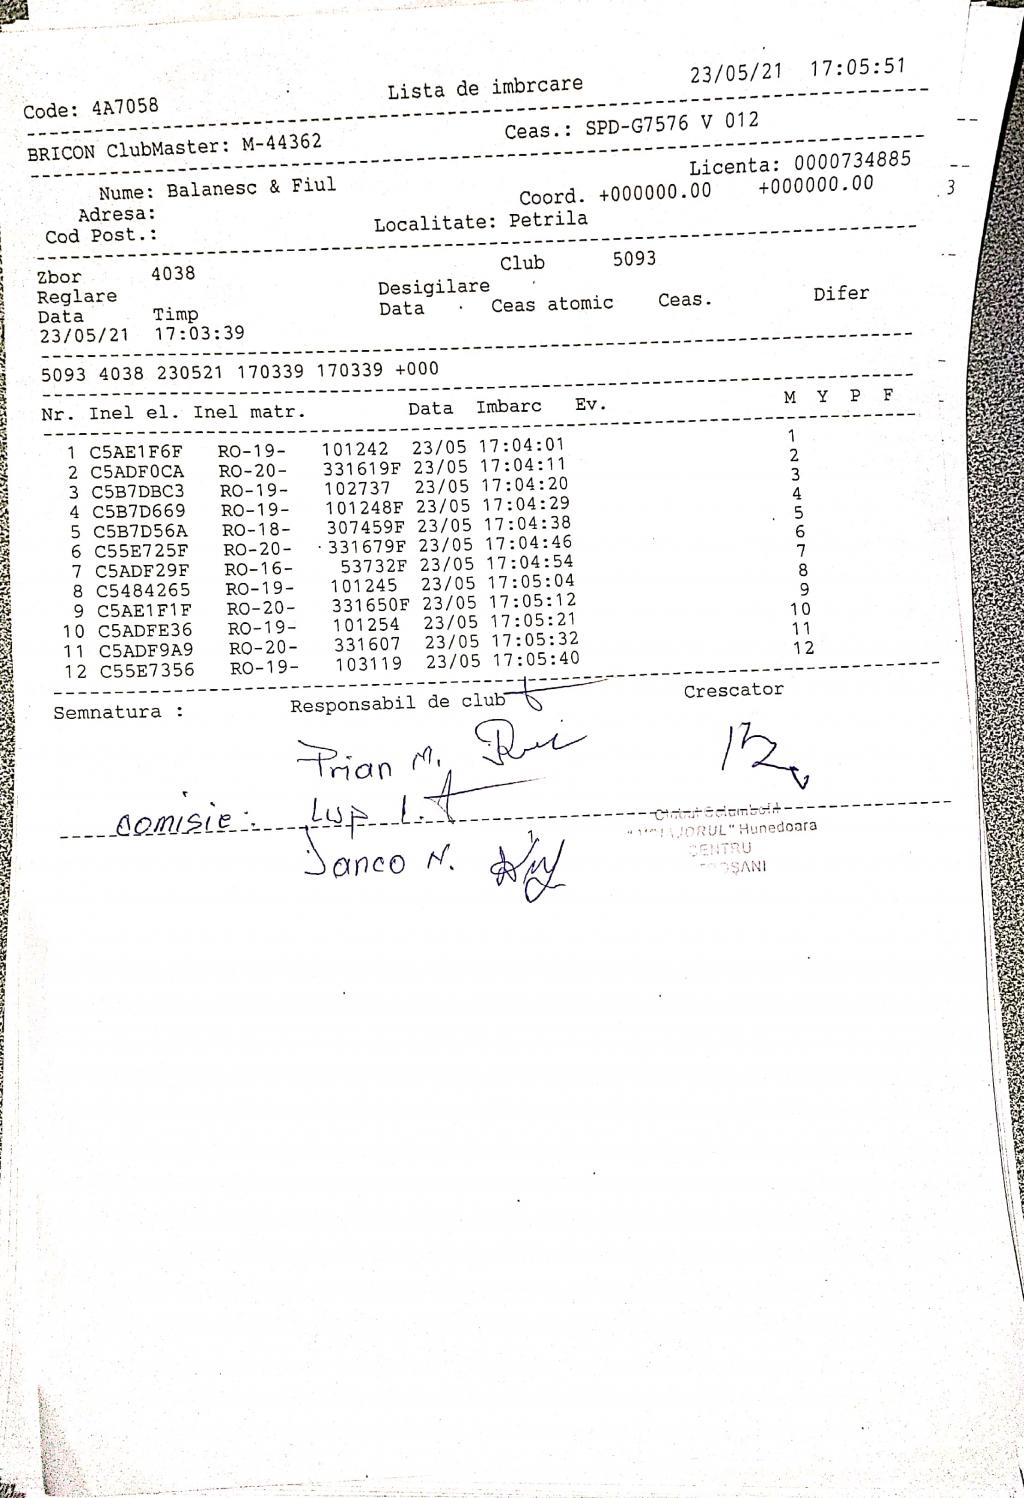 Code: 4A7058 Lista de imbrcare 23/05/21 17:05:51
BRICON ClubMaster: M-44362 Ceas.: SPD-G7576 V 012
Licenta: 0000734885
Nume: Balanesc & Fiul Coord. +000000.00 +000000.00
Adresa:
Cod Post.: Localitate: Petrila
3
Zbor 4038 Club 5093
Reglare Desigilare
Data Timp Data Ceas atomic Ceas. Difer
23/05/21 17:03:39
5093 4038 230521 170339 170339 +000
Nr. Inel el. Inel matr. Data Imbarc Ev. M Y P F
1 C5AE1F6F RO-19- 101242 23/05 17:04:01 1
2 C5ADF0CA RO-20- 331619F 23/05 17:04:11 2
3 C5B7DBC3 RO-19- 102737 23/05 17:04:20 3
4 C5B7D669 RO-19- 101248F 23/05 17:04:29 4
5 C5B7D56A RO-18- 307459F 23/05 17:04:38 5
6 C55E725F RO-20- 331679F 23/05 17:04:46 6
7 C5ADF29F RO-16- 53732F 23/05 17:04:54 7
8 C5484265 RO-19- 101245 23/05 17:05:04 8
9 C5AE1F1F RO-20- 331650F 23/05 17:05:12 9
10 C5ADFE36 RO-19- 101254 23/05 17:05:21 10
11 C5ADF9A9 RO-20- 331607 23/05 17:05:32 11
12 C55E7356 RO-19- 103119 23/05 17:05:40 12
Semnatura : Responsabil de club Crescator
Prian M.
comisie: Lup I.
Janco N.
Hunedoara
CENTRU